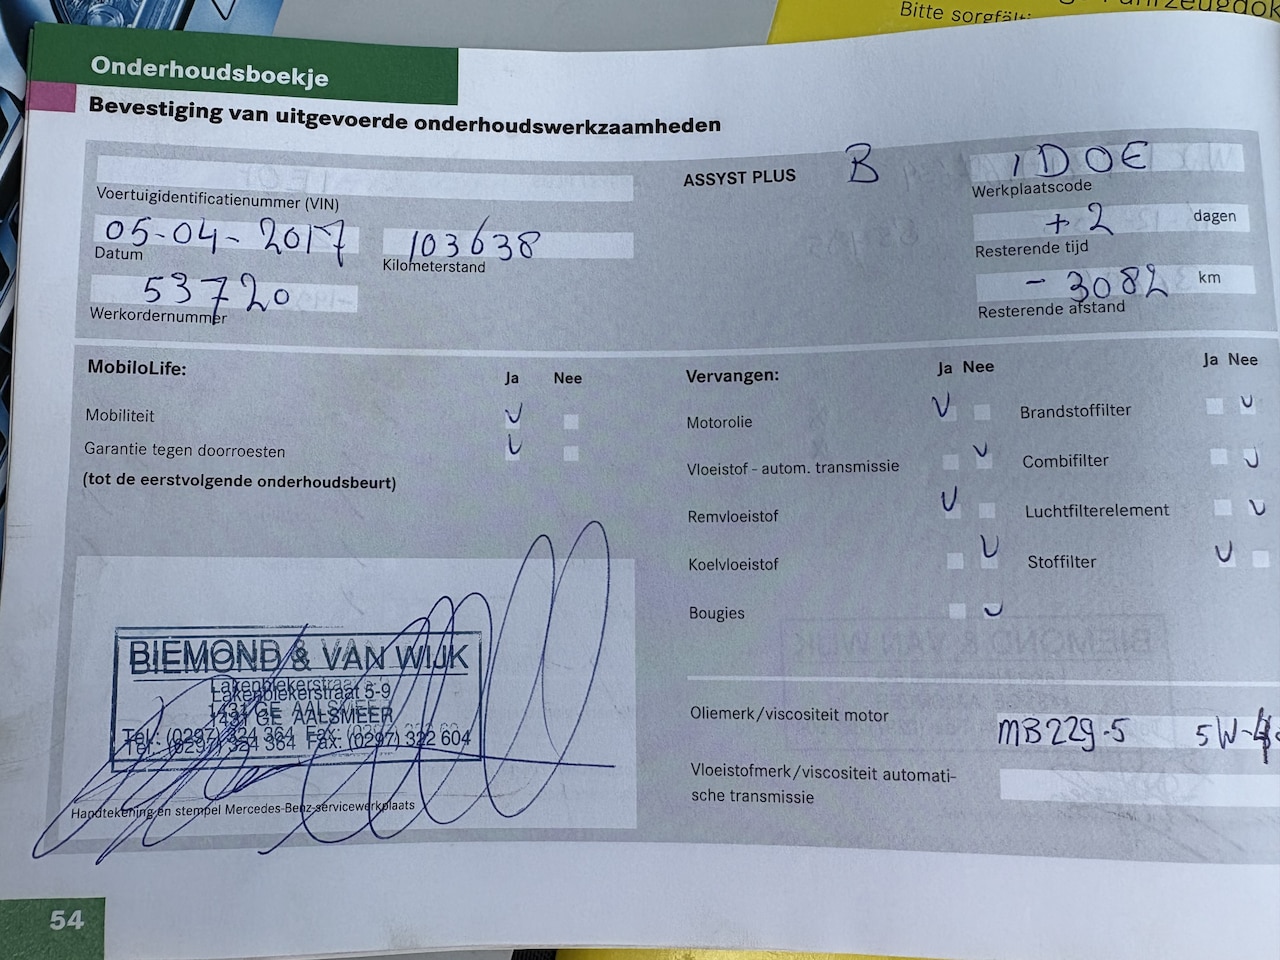 Bitte sorgfälti
Onderhoudsboekje
Bevestiging van uitgevoerde onderhoudswerkzaamheden
Voertuigidentificatienummer (VIN)
ASSYST PLUS B
1DOE
Werkplaatscode
05-04-2017
Datum
103638
Kilometerstand
+2 dagen
Resterende tijd
53720
Werkordernummer
-3082 km
Resterende afstand
MobiloLife:
Ja Nee
Mobiliteit
Garantie tegen doorroesten
(tot de eerstvolgende onderhoudsbeurt)
Vervangen:
Ja Nee
Ja Nee
Motorolie
Brandstoffilter
Vloeistof - autom. transmissie
Combifilter
Remvloeistof
Luchtfilterelement
Koelvloeistof
Stoffilter
Bougies
BIEMOND & VAN WIJK
Lakenblekerstraat 5-9
1431 GE AALSMEER
Tel: (0297) 324 364 Fax: (0297) 322 604
Handtekening en stempel Mercedes-Benz-servicewerkplaats
Oliemerk/viscositeit motor
MB229.5 5W-
Vloeistofmerk/viscositeit automati-
sche transmissie
54